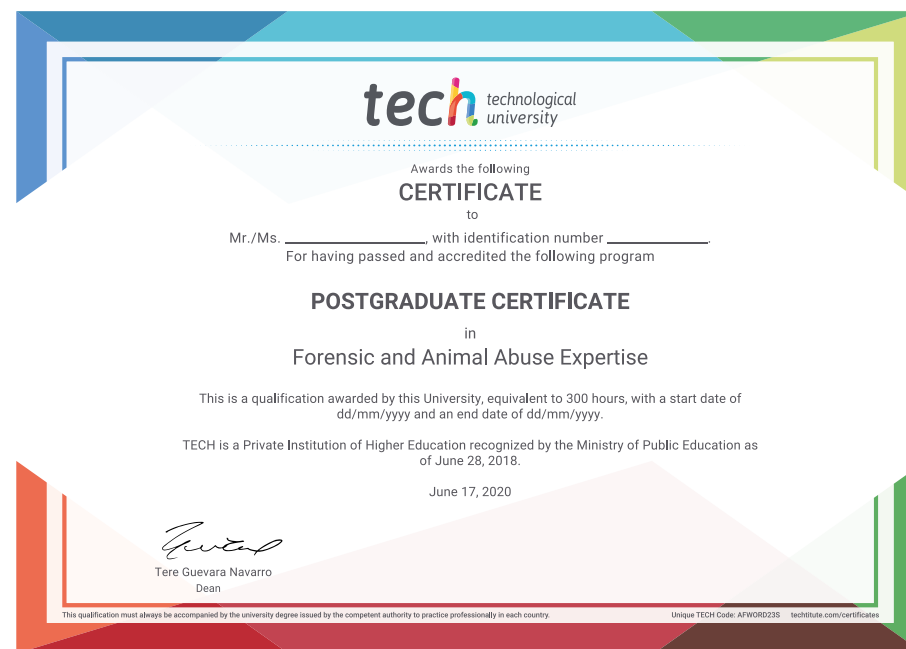 tech technological
university
Awards the following
CERTIFICATE
to
Mr./Ms. ____________________, with identification number ______________.
For having passed and accredited the following program
POSTGRADUATE CERTIFICATE
in
Forensic and Animal Abuse Expertise
This is a qualification awarded by this University, equivalent to 300 hours, with a start date of
dd/mm/yyyy and an end date of dd/mm/yyyy.
TECH is a Private Institution of Higher Education recognized by the Ministry of Public Education as
of June 28, 2018.
June 17, 2020
Tere Guevara Navarro
Dean
This qualification must always be accompanied by the university degree issued by the competent authority to practice professionally in each country. Unique TECH Code: AFWORD23S techtitute.com/certificates